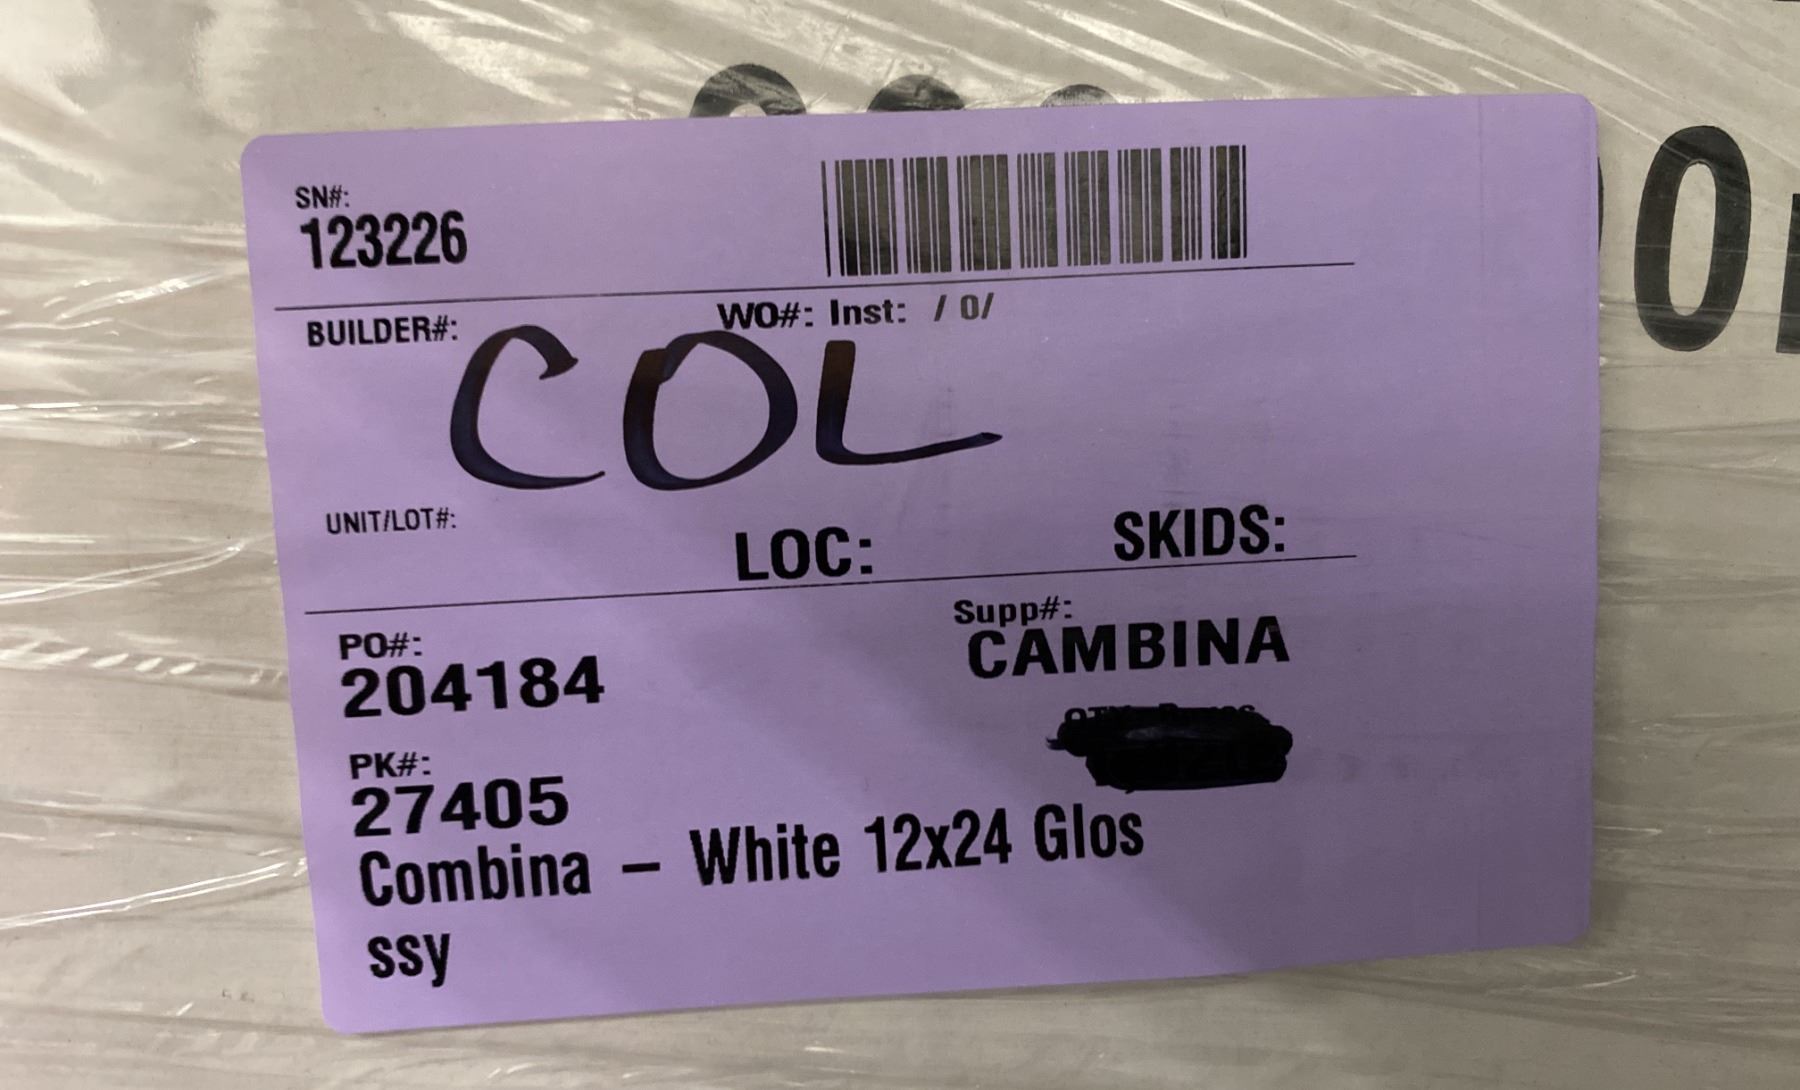 SN#:
123226
BUILDER#:
WO#: Inst: / 0/
COL
UNIT/LOT#:
LOC:
SKIDS:
PO#:
204184
Supp#:
CAMBINA
PK#:
27405
Combina – White 12x24 Glos
ssy